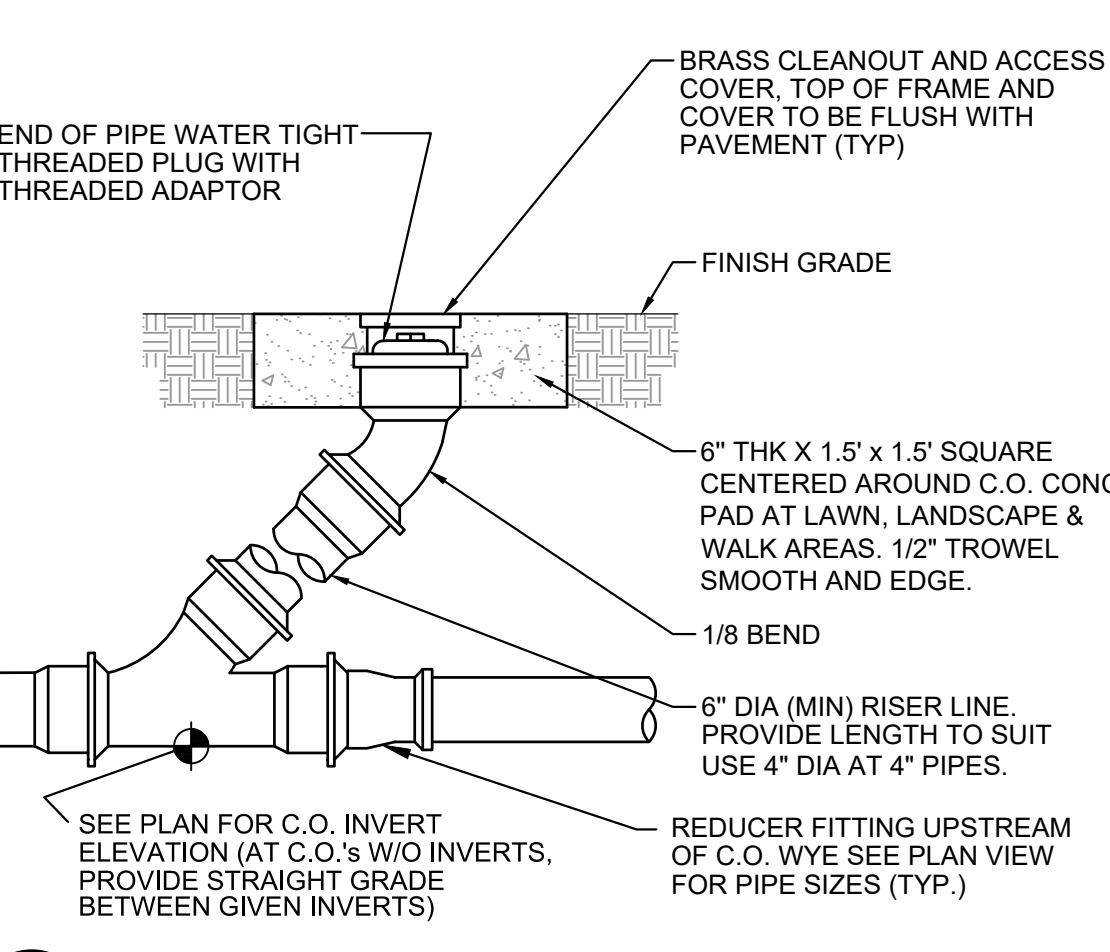 BRASS CLEANOUT AND ACCESS
COVER, TOP OF FRAME AND
COVER TO BE FLUSH WITH
PAVEMENT (TYP)
END OF PIPE WATER TIGHT
THREADED PLUG WITH
THREADED ADAPTOR
FINISH GRADE
6" THK X 1.5' x 1.5' SQUARE
CENTERED AROUND C.O. CONC
PAD AT LAWN, LANDSCAPE &
WALK AREAS. 1/2" TROWEL
SMOOTH AND EDGE.
1/8 BEND
6" DIA (MIN) RISER LINE.
PROVIDE LENGTH TO SUIT
USE 4" DIA AT 4" PIPES.
SEE PLAN FOR C.O. INVERT
ELEVATION (AT C.O.'s W/O INVERTS,
PROVIDE STRAIGHT GRADE
BETWEEN GIVEN INVERTS)
REDUCER FITTING UPSTREAM
OF C.O. WYE SEE PLAN VIEW
FOR PIPE SIZES (TYP.)